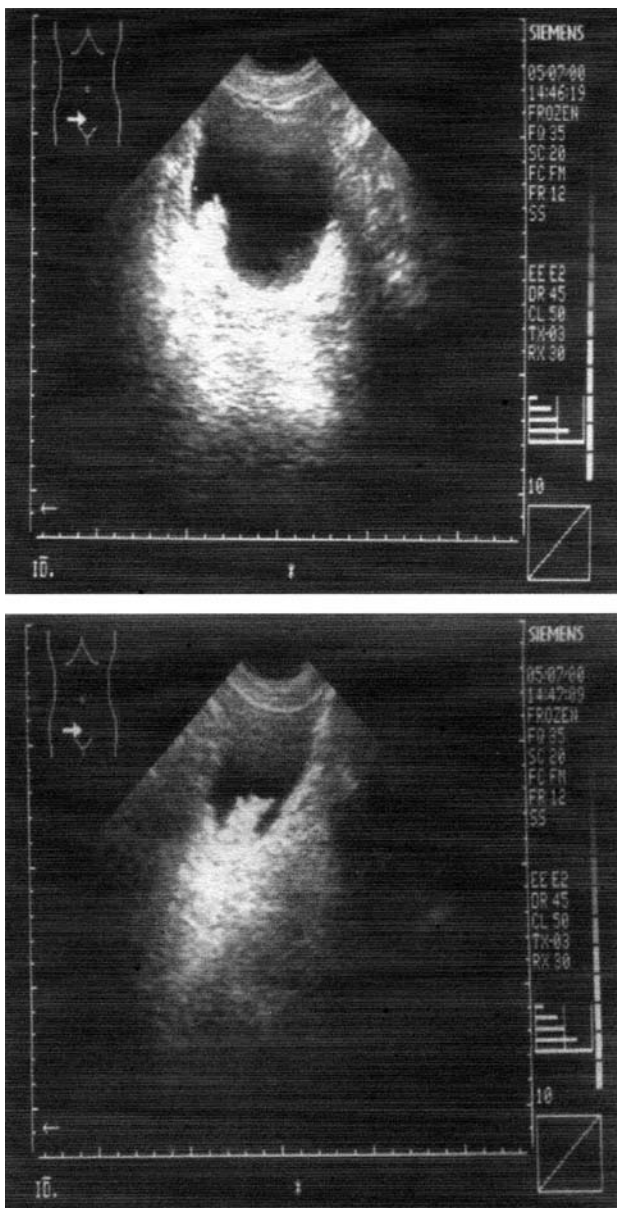 SIEMENS
05·07·00
14:46:19
FROZEN
FQ 35
SC 20
FC FM
FR 12
SS
EE E2
DR 45
CL 50
TX-03
RX 30
10
←
ID.
SIEMENS
05·07·00
14:47:09
FROZEN
FQ 35
SC 20
FC FM
FR 12
SS
EE E2
DR 45
CL 50
TX-03
RX 30
10
←
ID.